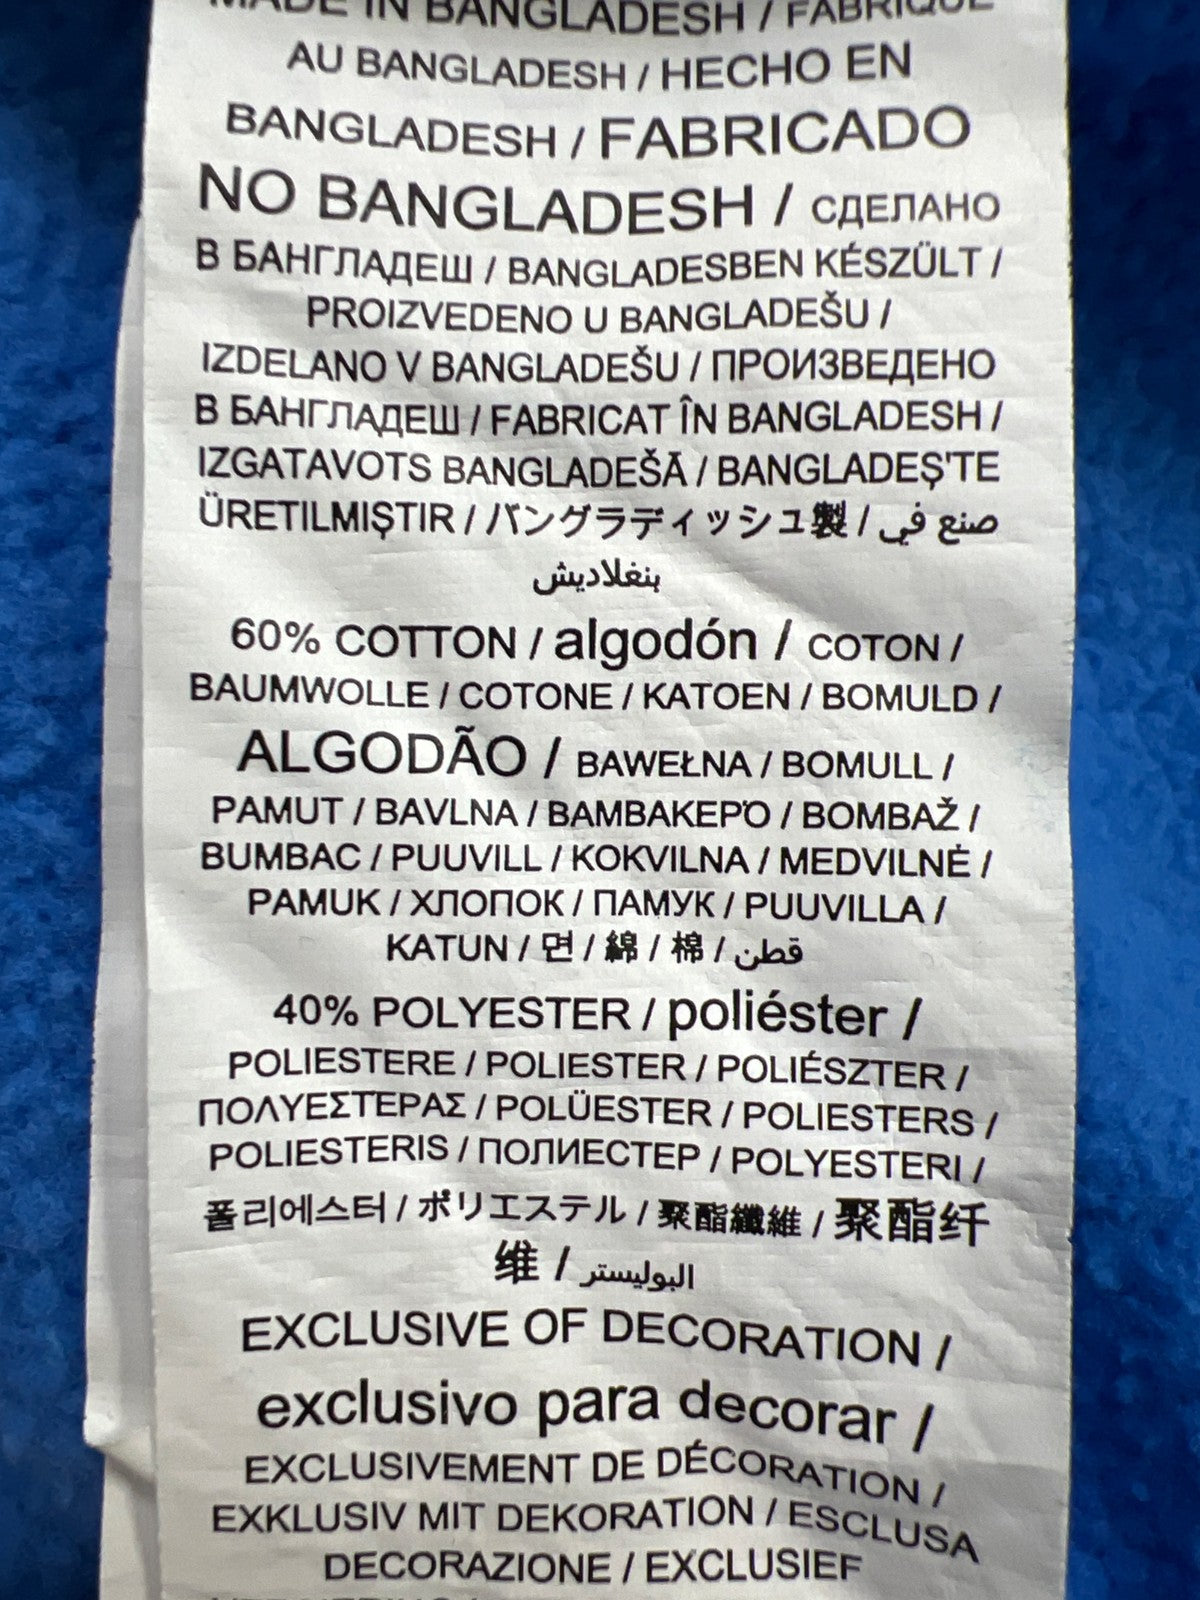 MADE IN BANGLADESH / FABRIQUÉ
AU BANGLADESH / HECHO EN
BANGLADESH / FABRICADO
NO BANGLADESH / СДЕЛАНО
В БАНГЛАДЕШ / BANGLADESBEN KÉSZÜLT /
PROIZVEDENO U BANGLADEŠU /
IZDELANO V BANGLADEŠU / ПРОИЗВЕДЕНО
В БАНГЛАДЕШ / FABRICAT ÎN BANGLADESH /
IZGATAVOTS BANGLADEŠĀ / BANGLADEŞ'TE
ÜRETILMIŞTIR / バングラディッシュ製 / صنع في
بنغلاديش
60% COTTON / algodón / COTON /
BAUMWOLLE / COTONE / KATOEN / BOMULD /
ALGODÃO / BAWEŁNA / BOMULL /
PAMUT / BAVLNA / ΒΑΜΒΑΚΕΡΌ / BOMBAŽ /
BUMBAC / PUUVILL / KOKVILNA / MEDVILNĖ /
PAMUK / ХЛОПОК / ПАМУК / PUUVILLA /
KATUN / 면 / 綿 / 棉 / قطن
40% POLYESTER / poliéster /
POLIESTERE / POLIESTER / POLIÉSZTER /
ΠΟΛΥΕΣΤΕΡΑΣ / POLÜESTER / POLIESTERS /
POLIESTERIS / ПОЛИЕСТЕР / POLYESTERI /
폴리에스터 / ポリエステル / 聚酯纖維 / 聚酯纤
维 / البوليستر
EXCLUSIVE OF DECORATION /
exclusivo para decorar /
EXCLUSIVEMENT DE DÉCORATION /
EXKLUSIV MIT DEKORATION / ESCLUSA
DECORAZIONE / EXCLUSIEF